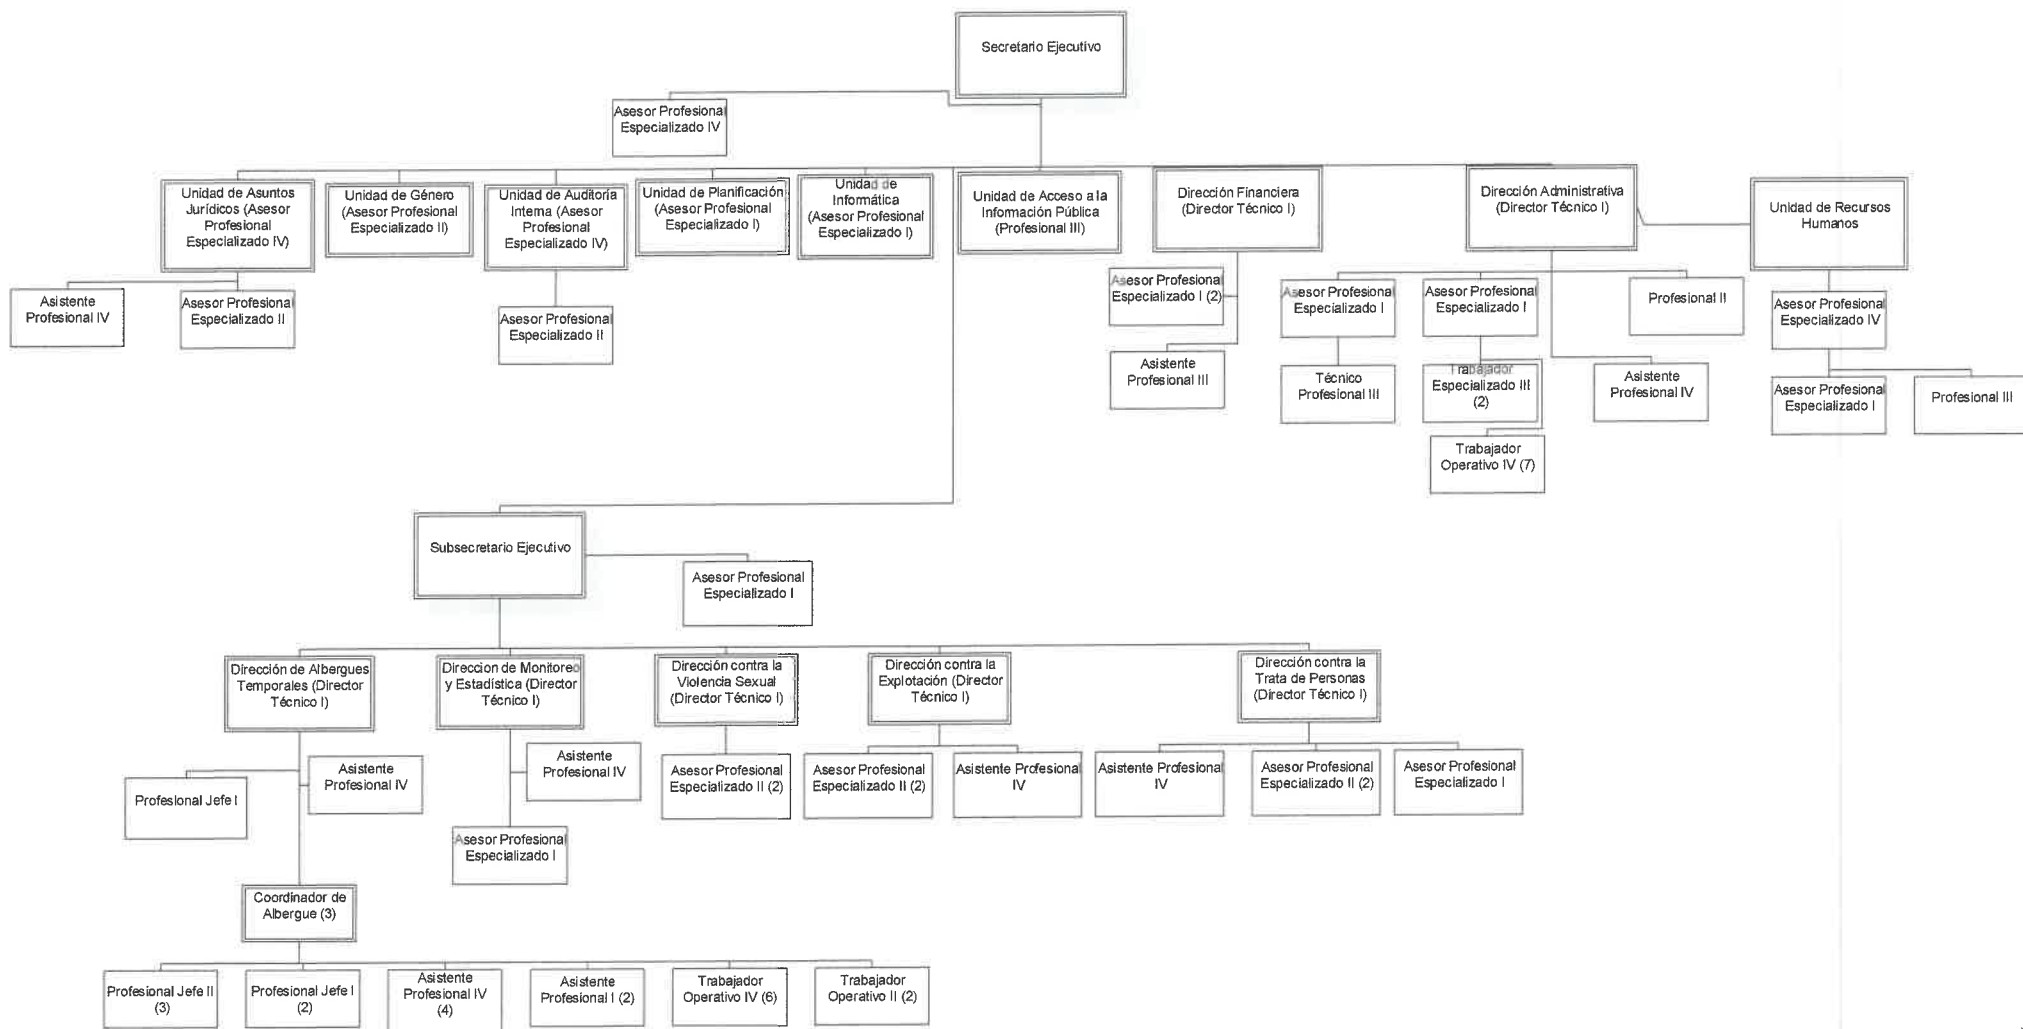 Secretario Ejecutivo
Asesor Profesional
Especializado IV
Unidad de Asuntos
Jurídicos (Asesor
Profesional
Especializado IV)
Unidad de Género
(Asesor Profesional
Especializado II)
Unidad de Auditoría
Interna (Asesor
Profesional
Especializado IV)
Unidad de Planificación
(Asesor Profesional
Especializado I)
Unidad de
Informática
(Asesor Profesional
Especializado I)
Unidad de Acceso a la
Información Pública
(Profesional III)
Dirección Financiera
(Director Técnico I)
Dirección Administrativa
(Director Técnico I)
Unidad de Recursos
Humanos
Asistente
Profesional IV
Asesor Profesional
Especializado II
Asesor Profesional
Especializado II
Asesor Profesional
Especializado I (2)
Asistente
Profesional III
Asesor Profesional
Especializado I
Técnico
Profesional III
Asesor Profesional
Especializado I
Trabajador
Especializado III
(2)
Trabajador
Operativo IV (7)
Profesional II
Asistente
Profesional IV
Asesor Profesional
Especializado IV
Asesor Profesional
Especializado I
Profesional III
Subsecretario Ejecutivo
Asesor Profesional
Especializado I
Dirección de Albergues
Temporales (Director
Técnico I)
Direccion de Monitoreo
y Estadística (Director
Técnico I)
Dirección contra la
Violencia Sexual
(Director Técnico I)
Dirección contra la
Explotación (Director
Técnico I)
Dirección contra la
Trata de Personas
(Director Técnico I)
Profesional Jefe I
Asistente
Profesional IV
Asistente
Profesional IV
Asesor Profesional
Especializado I
Asesor Profesional
Especializado II (2)
Asesor Profesional
Especializado II (2)
Asistente Profesional
IV
Asistente Profesional
IV
Asesor Profesional
Especializado II (2)
Asesor Profesional
Especializado I
Coordinador de
Albergue (3)
Profesional Jefe II
(3)
Profesional Jefe I
(2)
Asistente
Profesional IV
(4)
Asistente
Profesional I (2)
Trabajador
Operativo IV (6)
Trabajador
Operativo II (2)